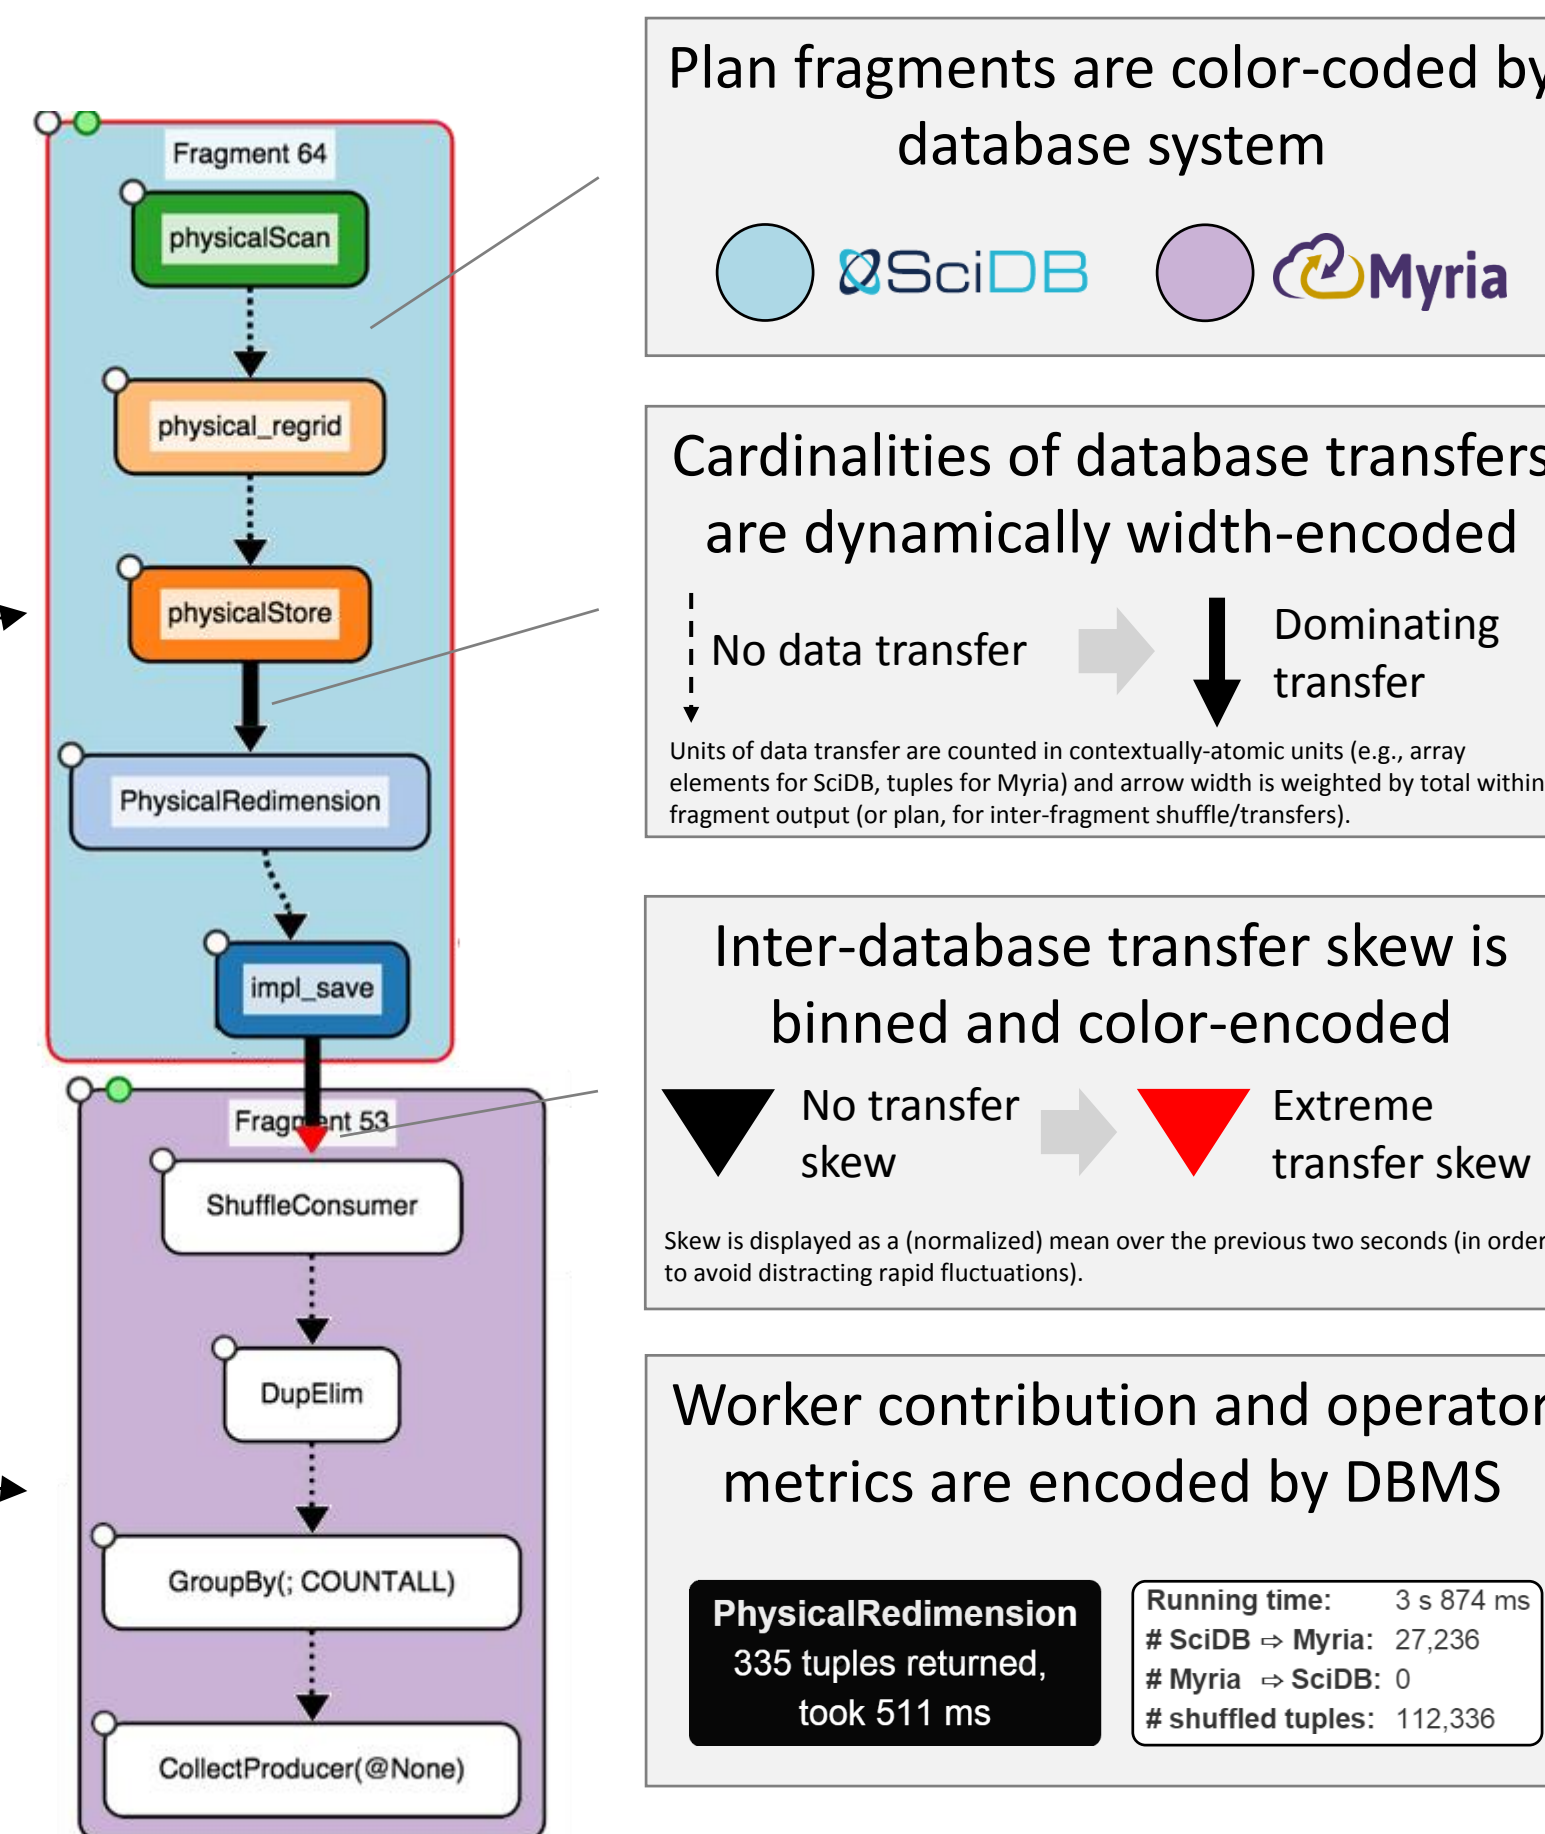 Fragment 64
physicalScan
physical_regrid
physicalStore
PhysicalRedimension
impl_save
Fragment 53
ShuffleConsumer
DupElim
GroupBy(; COUNTALL)
CollectProducer(@None)
Plan fragments are color-coded by
database system
SciDB
Myria
Cardinalities of database transfers
are dynamically width-encoded
No data transfer
Dominating
transfer
Units of data transfer are counted in contextually-atomic units (e.g., array
elements for SciDB, tuples for Myria) and arrow width is weighted by total within
fragment output (or plan, for inter-fragment shuffle/transfers).
Inter-database transfer skew is
binned and color-encoded
No transfer
skew
Extreme
transfer skew
Skew is displayed as a (normalized) mean over the previous two seconds (in order
to avoid distracting rapid fluctuations).
Worker contribution and operator
metrics are encoded by DBMS
PhysicalRedimension
335 tuples returned,
took 511 ms
Running time: 3 s 874 ms
# SciDB ⇨ Myria: 27,236
# Myria ⇨ SciDB: 0
# shuffled tuples: 112,336